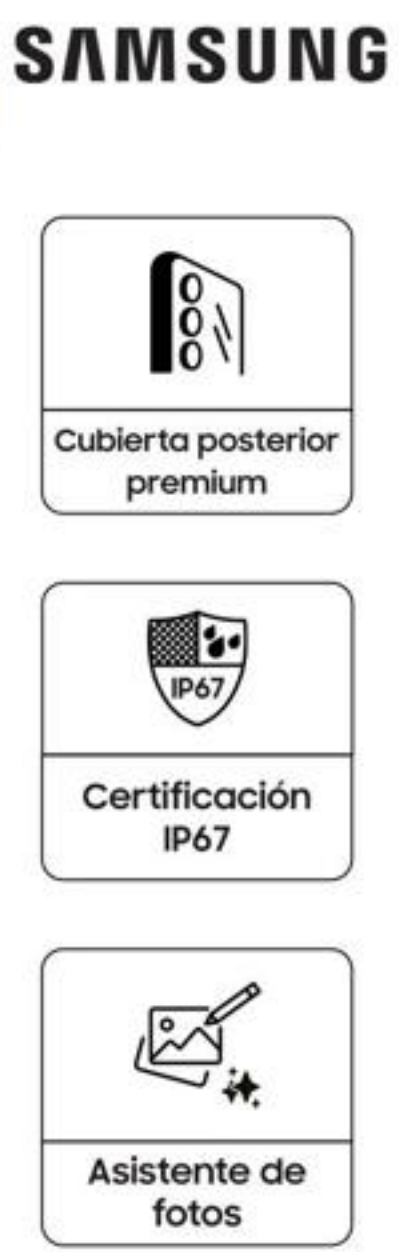 SAMSUNG
Cubierta posterior
premium
IP67
Certificación
IP67
Asistente de
fotos